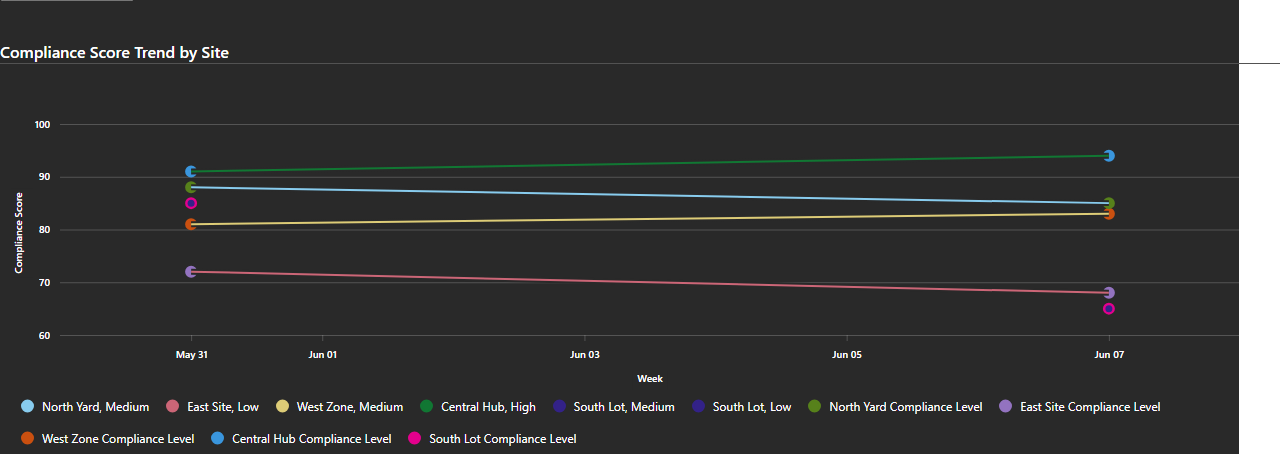 Compliance Score Trend by Site
100
90
80
70
60
Compliance Score
May 31 Jun 01 Jun 03 Jun 05 Jun 07
Week
North Yard, Medium East Site, Low West Zone, Medium Central Hub, High South Lot, Medium South Lot, Low North Yard Compliance Level East Site Compliance Level
West Zone Compliance Level Central Hub Compliance Level South Lot Compliance Level